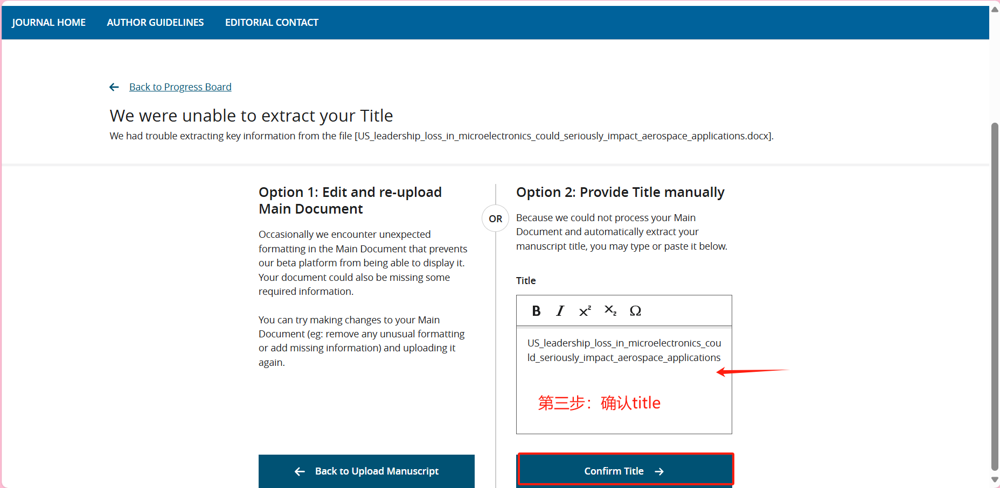 JOURNAL HOME AUTHOR GUIDELINES EDITORIAL CONTACT
Back to Progress Board
We were unable to extract your Title
We had trouble extracting key information from the file [US_leadership_loss_in_microelectronics_could_seriously_impact_aerospace_applications.docx].
Option 1: Edit and re-upload
Main Document
Occasionally we encounter unexpected
formatting in the Main Document that prevents
our beta platform from being able to display it.
Your document could also be missing some
required information.
You can try making changes to your Main
Document (eg: remove any unusual formatting
or add missing information) and uploading it
again.
Back to Upload Manuscript
OR
Option 2: Provide Title manually
Because we could not process your Main
Document and automatically extract your
manuscript title, you may type or paste it below.
Title
B I x² X₂ Ω
US_leadership_loss_in_microelectronics_cou
ld_seriously_impact_aerospace_applications
第三步：确认title
Confirm Title